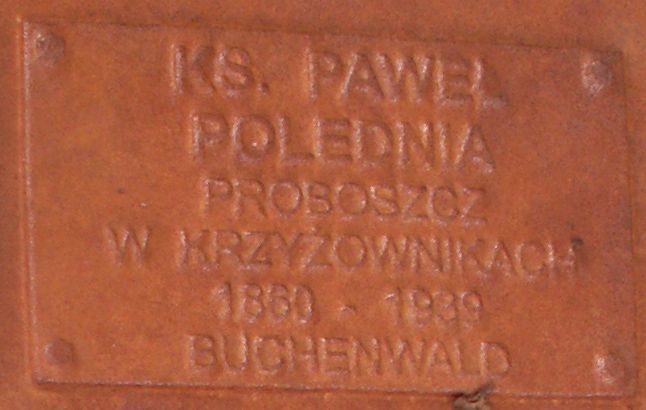 KS. PAWEŁ
POLEDNIA
PROBOSZCZ
W KRZYŻOWNIKACH
1860 - 1939
BUCHENWALD